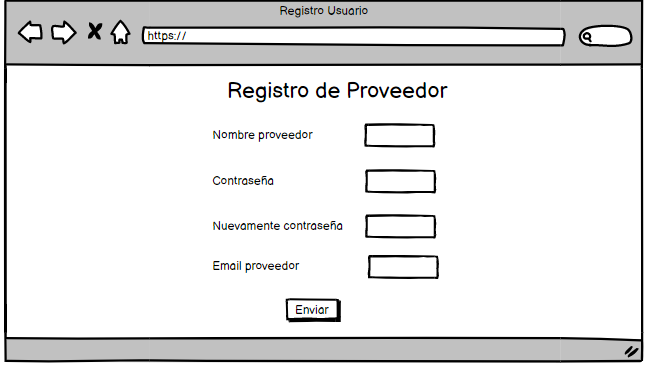 Registro Usuario
https://
Registro de Proveedor
Nombre proveedor
Contraseña
Nuevamente contraseña
Email proveedor
Enviar